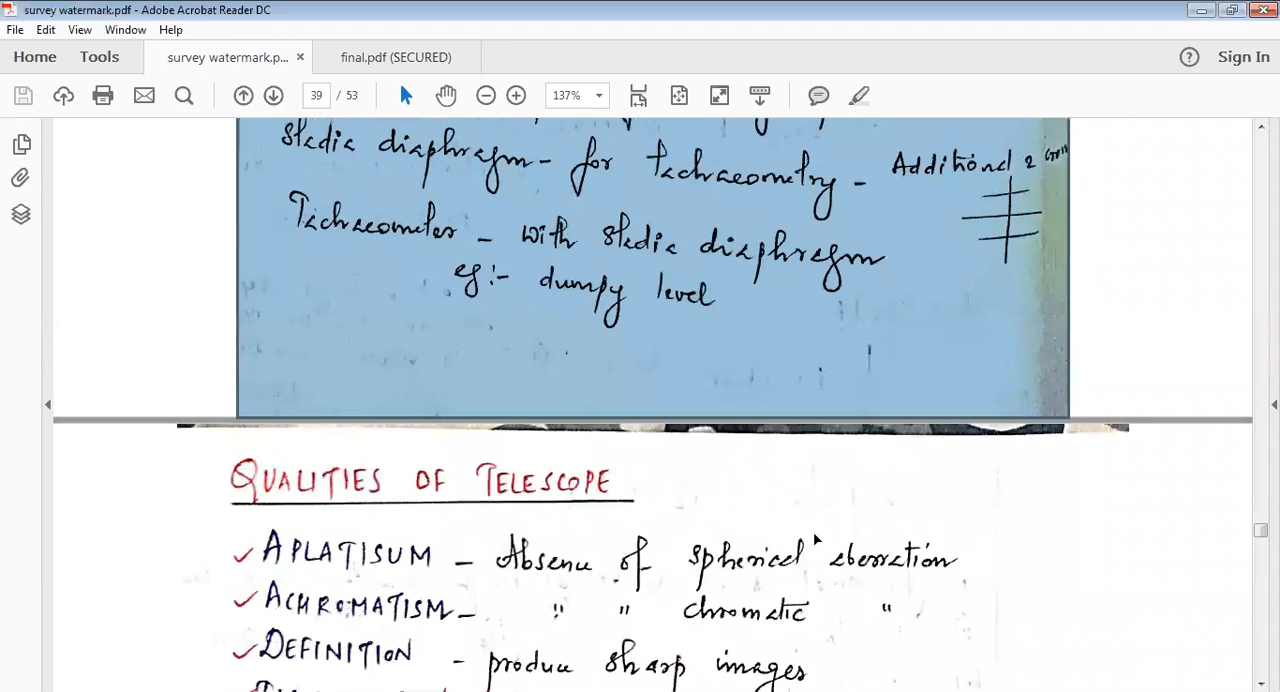 survey watermark.pdf - Adobe Acrobat Reader DC
File Edit View Window Help
Home Tools survey watermark.p... × final.pdf (SECURED) Sign In
39 / 53 137%
Stadia diaphragm - for tachaeometry - Additional 2
Tachaeometer - with stadia diaphragm
eg :- dumpy level
QUALITIES OF TELESCOPE
✓ APLATISUM - Absence of spherical aberration
✓ ACHROMATISM - " " chromatic "
✓ DEFINITION - produce sharp images